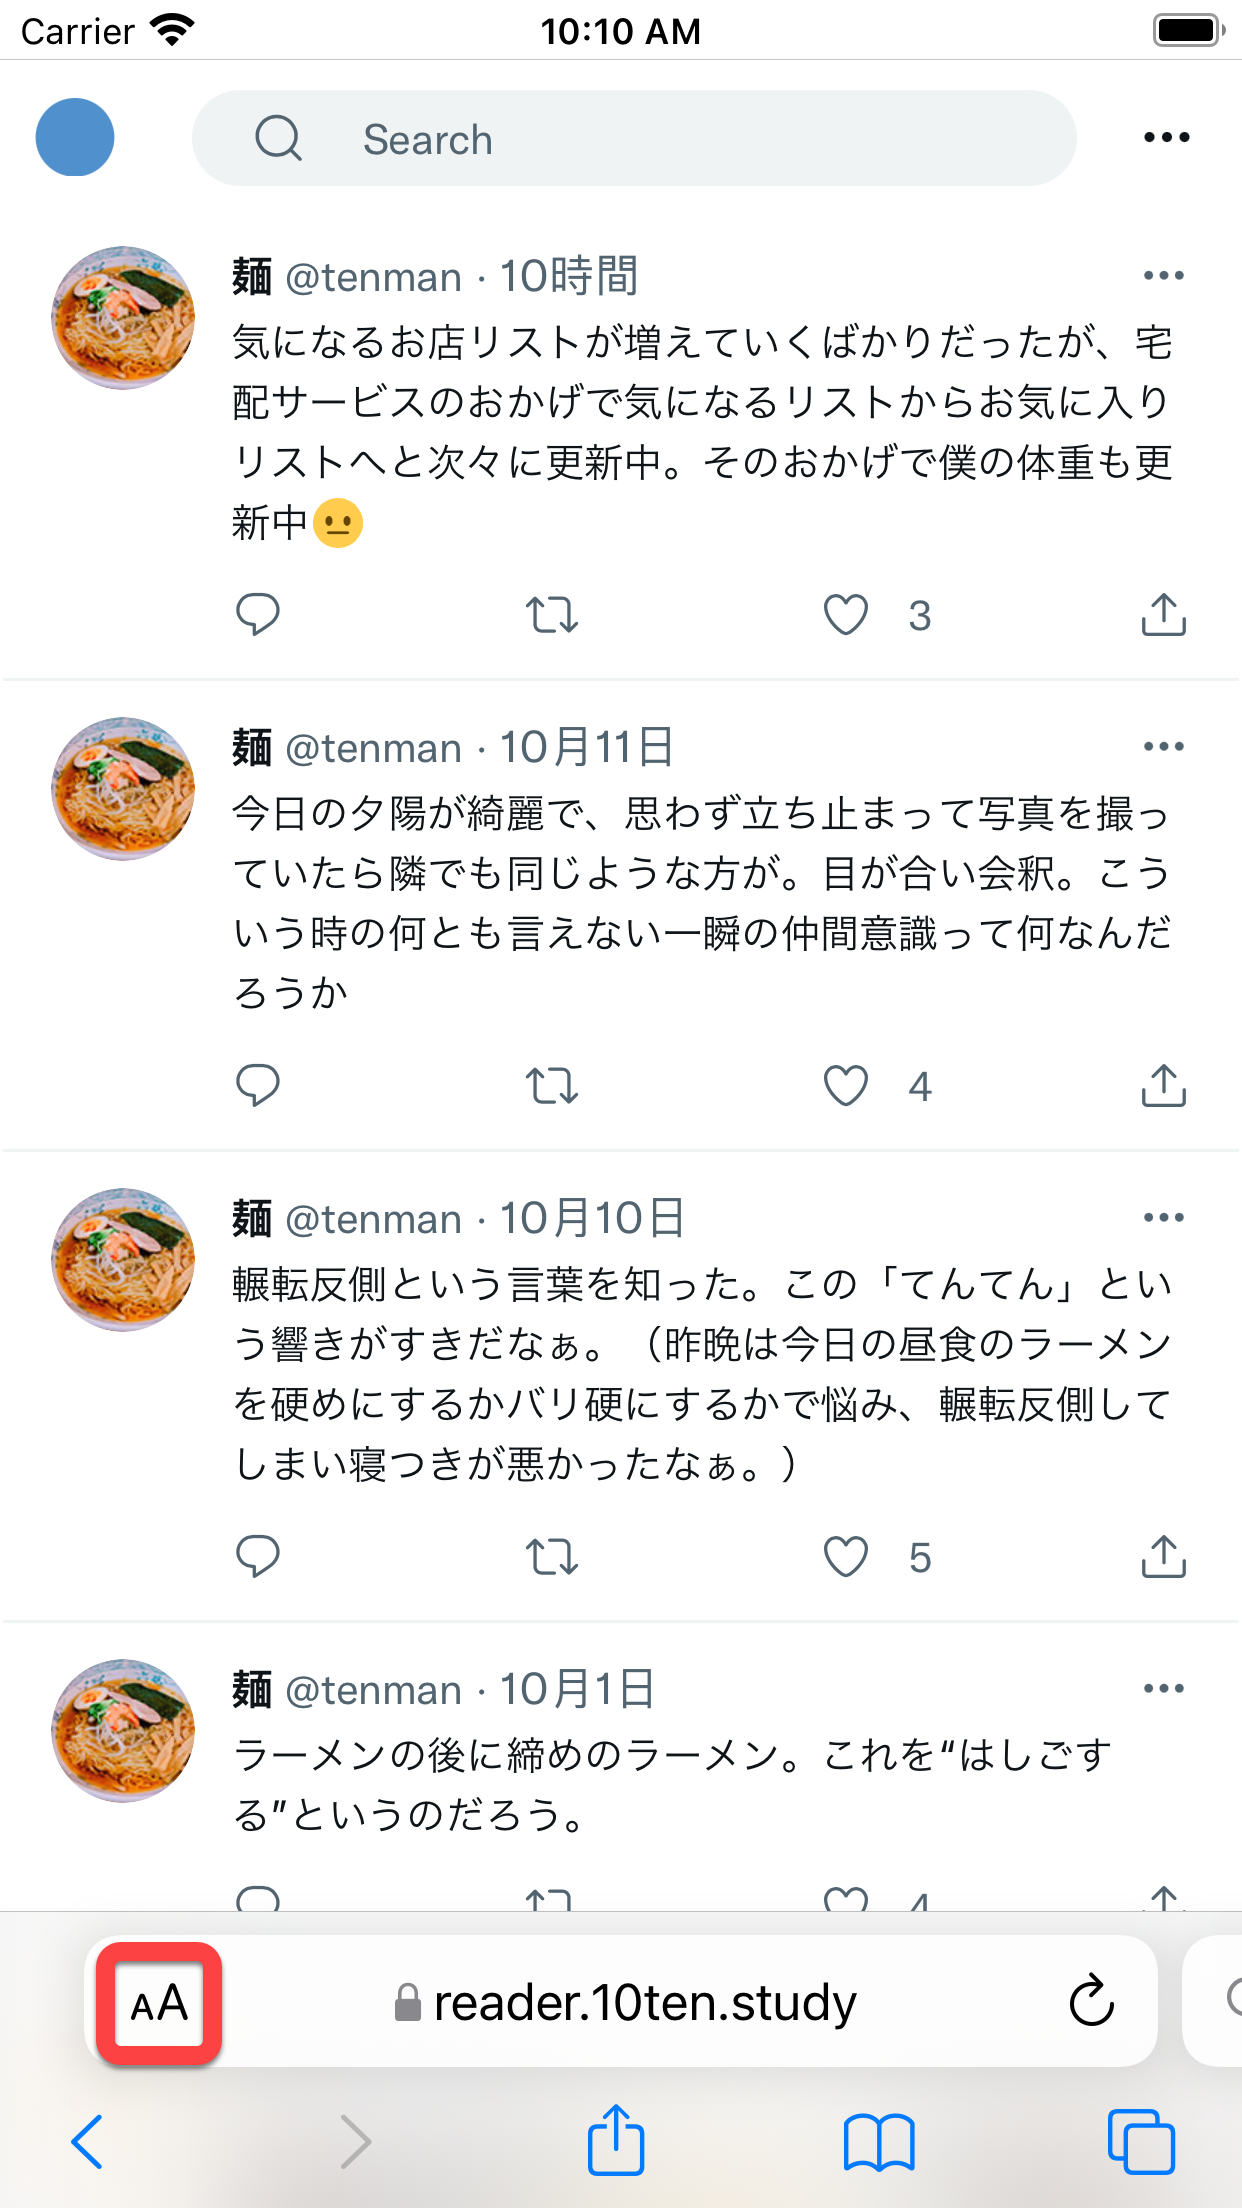 Carrier 10:10 AM
Search
麺 @tenman · 10時間
気になるお店リストが増えていくばかりだったが、宅
配サービスのおかげで気になるリストからお気に入り
リストへと次々に更新中。そのおかげで僕の体重も更
新中😐
3
麺 @tenman · 10月11日
今日の夕陽が綺麗で、思わず立ち止まって写真を撮っ
ていたら隣でも同じような方が。目が合い会釈。こう
いう時の何とも言えない一瞬の仲間意識って何なんだ
ろうか
4
麺 @tenman · 10月10日
輾転反側という言葉を知った。この「てんてん」とい
う響きがすきだなぁ。（昨晩は今日の昼食のラーメン
を硬めにするかバリ硬にするかで悩み、輾転反側して
しまい寝つきが悪かったなぁ。）
5
麺 @tenman · 10月1日
ラーメンの後に締めのラーメン。これを“はしごす
る”というのだろう。
4
AA reader.10ten.study